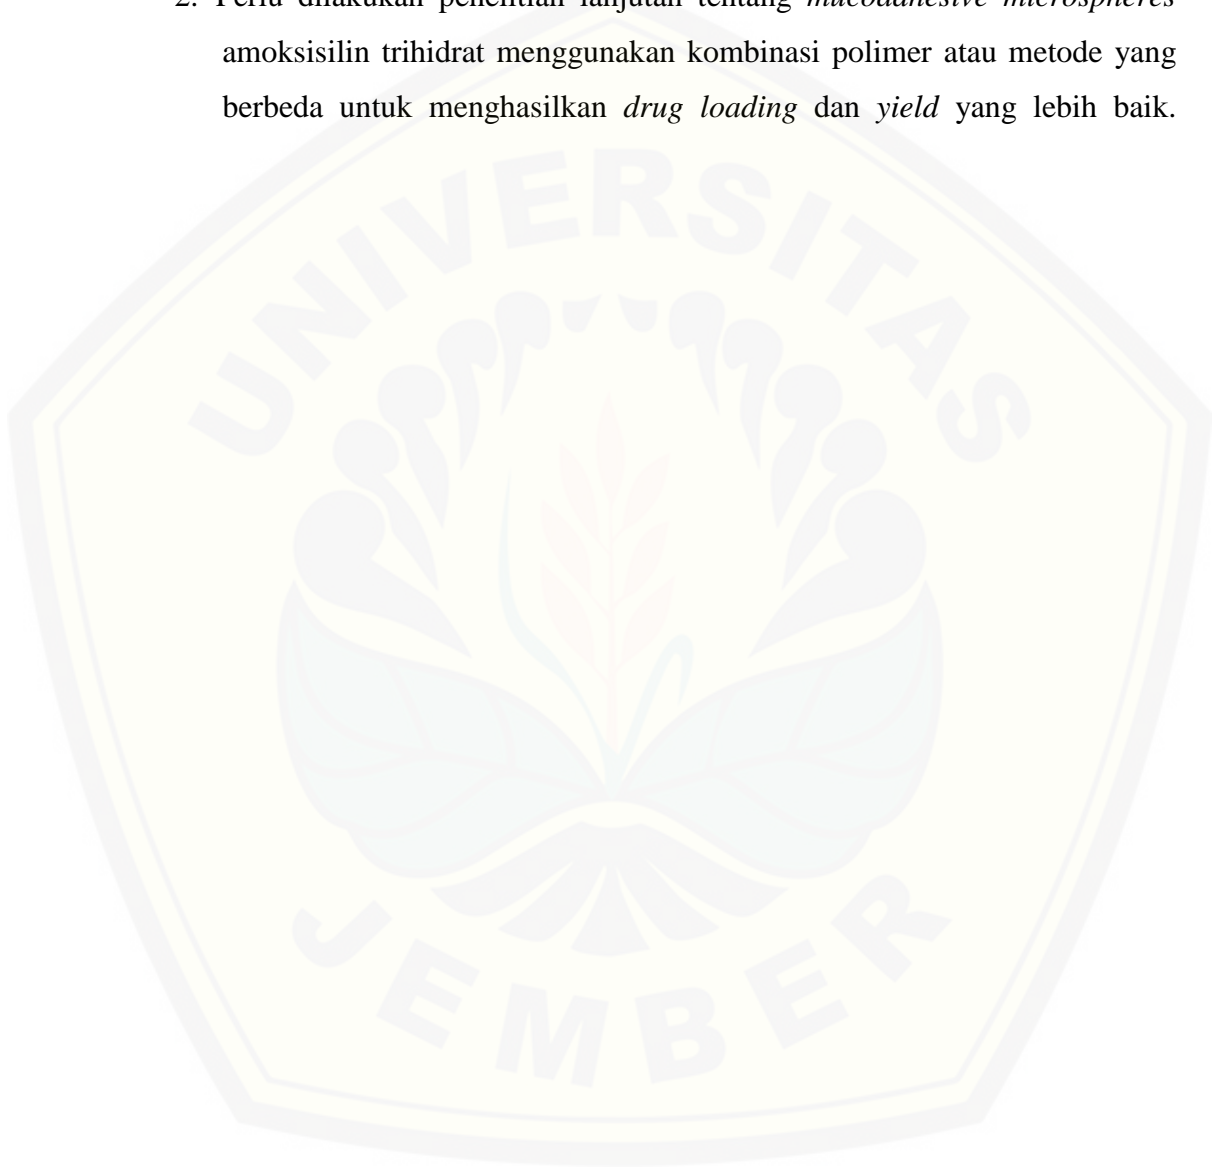 2. Perlu dilakukan penelitian lanjutan tentang mucoadhesive microspheres
amoksisilin trihidrat menggunakan kombinasi polimer atau metode yang
berbeda untuk menghasilkan drug loading dan yield yang lebih baik.
UNIVERSITAS
JEMBER